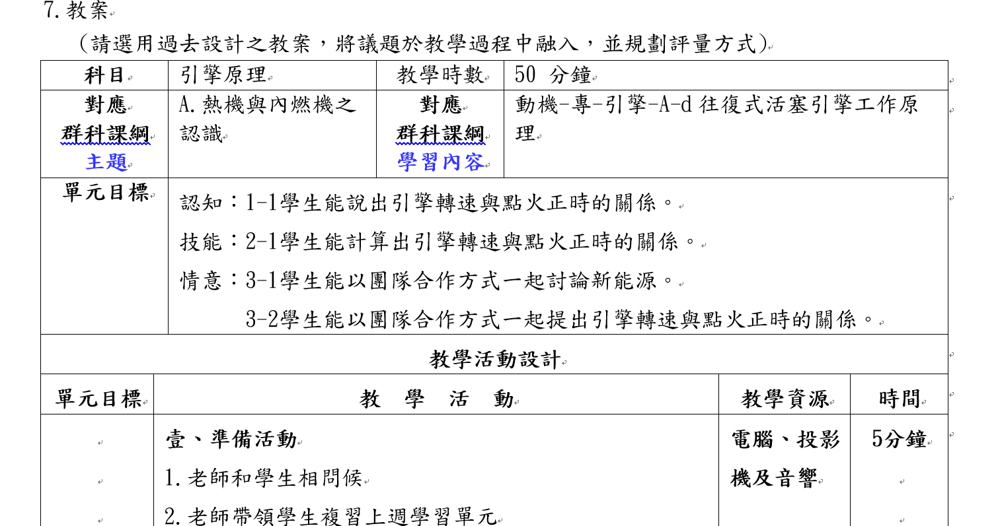 7.教案
(請選用過去設計之教案，將議題於教學過程中融入，並規劃評量方式)
科目 引擎原理 教學時數 50 分鐘
對應 A.熱機與內燃機之 對應 動機-專-引擎-A-d 往復式活塞引擎工作原
群科課綱 認識 群科課綱 理
主題 學習內容
單元目標
認知：1-1學生能說出引擎轉速與點火正時的關係。
技能：2-1學生能計算出引擎轉速與點火正時的關係。
情意：3-1學生能以團隊合作方式一起討論新能源。
3-2學生能以團隊合作方式一起提出引擎轉速與點火正時的關係。
教學活動設計
單元目標 教 學 活 動 教學資源 時間
壹、準備活動 電腦、投影 5分鐘
1.老師和學生相問候 機及音響
2.老師帶領學生複習上週學習單元